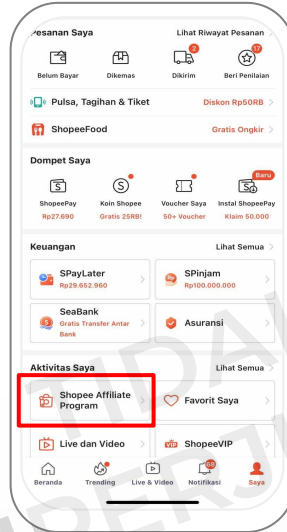 Pesanan Saya
Lihat Riwayat Pesanan
2
17
Belum Bayar
Dikemas
Dikirim
Beri Penilaian
Pulsa, Tagihan & Tiket
Diskon Rp50RB
ShopeeFood
Gratis Ongkir
Dompet Saya
Baru
ShopeePay
Koin Shopee
Voucher Saya
Instal ShopeePay
Rp27.690
Gratis 25RB!
50+ Voucher
Klaim 50.000
Keuangan
Lihat Semua
SPayLater
Rp29.652.960
SPinjam
Rp100.000.000
SeaBank
Gratis Transfer Antar
Bank
Asuransi
Aktivitas Saya
Lihat Semua
Shopee Affiliate
Program
Favorit Saya
Live dan Video
VIP
ShopeeVIP
Beranda
Trending
Live & Video
Notifikasi
Saya